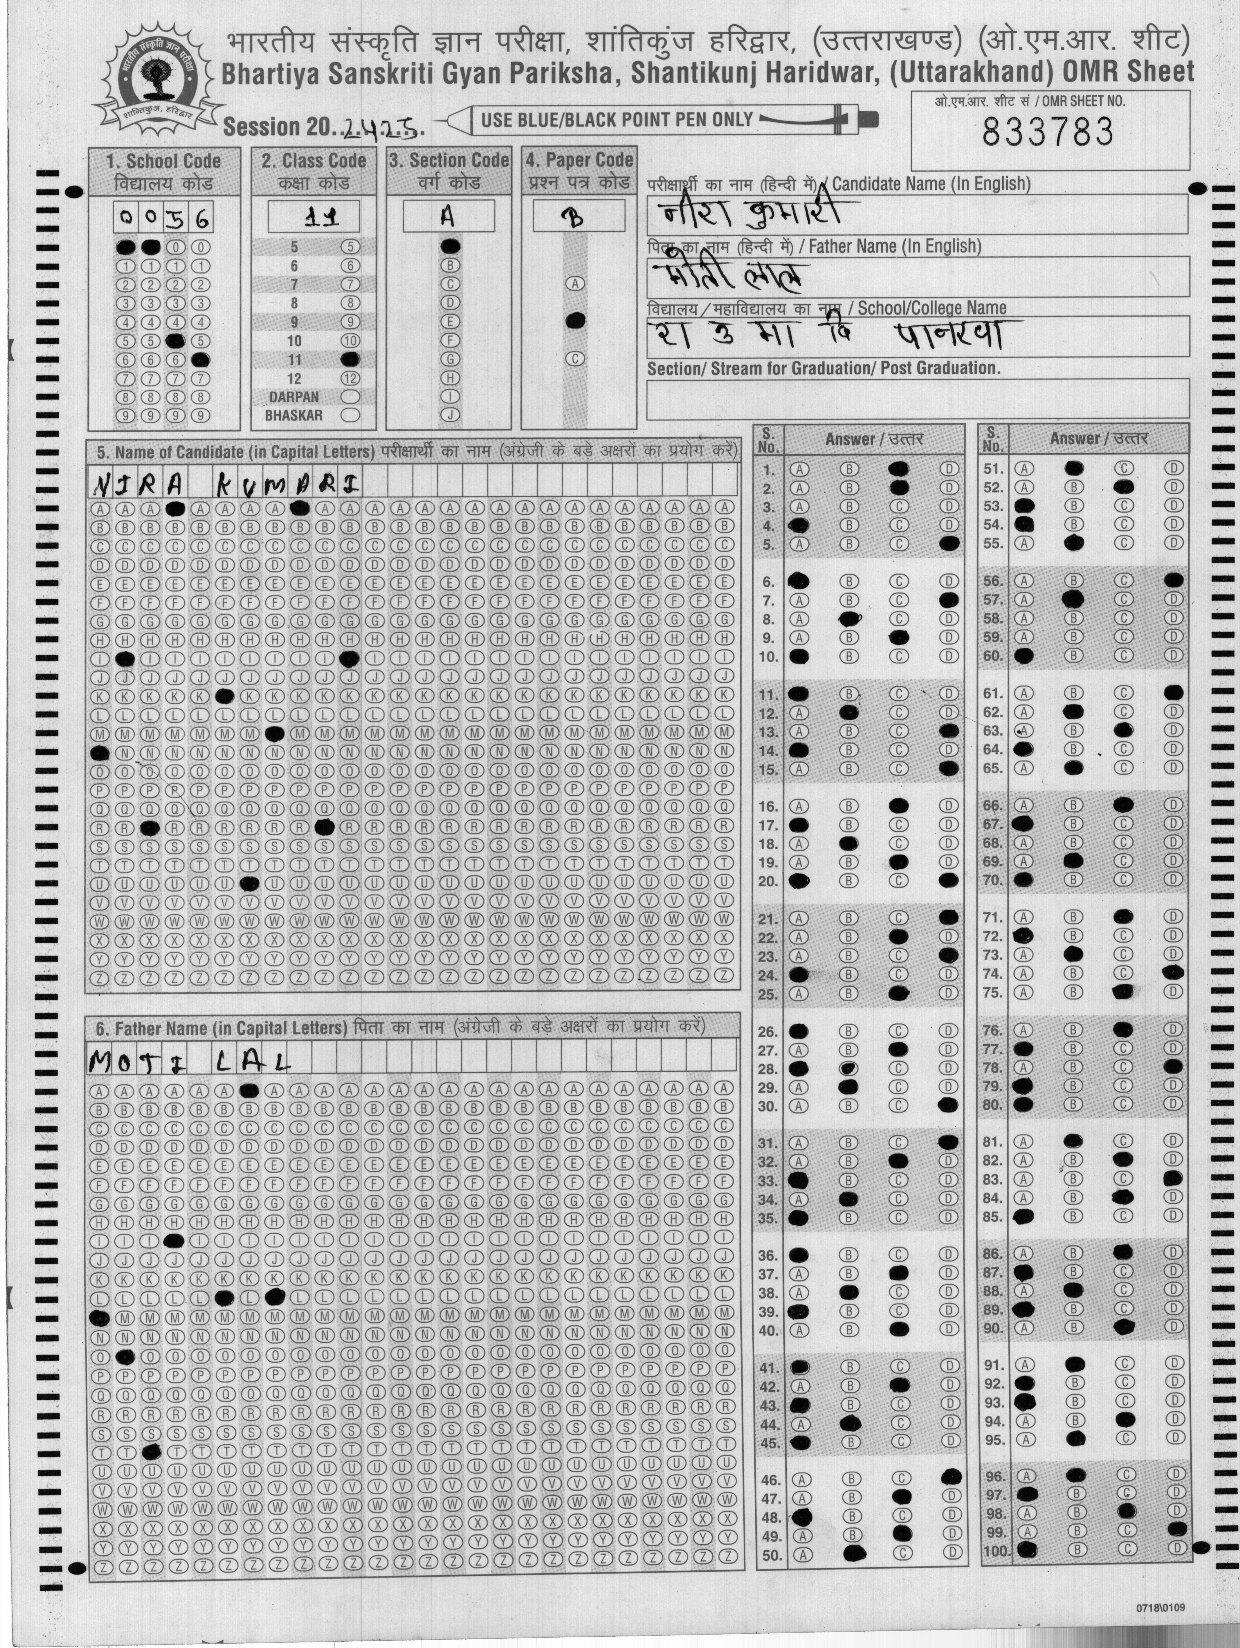 भारतीय संस्कृति ज्ञान परीक्षा, शांतिकुंज हरिद्वार, (उत्तराखण्ड) (ओ.एम.आर. शीट)
Bhartiya Sanskriti Gyan Pariksha, Shantikunj Haridwar, (Uttarakhand) OMR Sheet
Session 20..24.25.
USE BLUE/BLACK POINT PEN ONLY
ओ.एम.आर. शीट सं / OMR SHEET NO.
833783
1. School Code
विद्यालय कोड
0056
2. Class Code
कक्षा कोड
11
5
6
7
8
9
10
11
12
DARPAN
BHASKAR
3. Section Code
वर्ग कोड
A
4. Paper Code
प्रश्न पत्र कोड
B
परीक्षार्थी का नाम (हिन्दी में) / Candidate Name (In English)
नीरा कुमारी
पिता का नाम (हिन्दी में) / Father Name (In English)
मोती लाल
विद्यालय / महाविद्यालय का नाम / School/College Name
रा उ मा वि पानरवा
Section/ Stream for Graduation/ Post Graduation.
5. Name of Candidate (in Capital Letters) परीक्षार्थी का नाम (अंग्रेजी के बडे अक्षरों का प्रयोग करें)
NIRA KUMARI
6. Father Name (in Capital Letters) पिता का नाम (अंग्रेजी के बडे अक्षरों का प्रयोग करें)
MOTI LAL
S. No. Answer / उत्तर
S. No. Answer / उत्तर
0718\0109